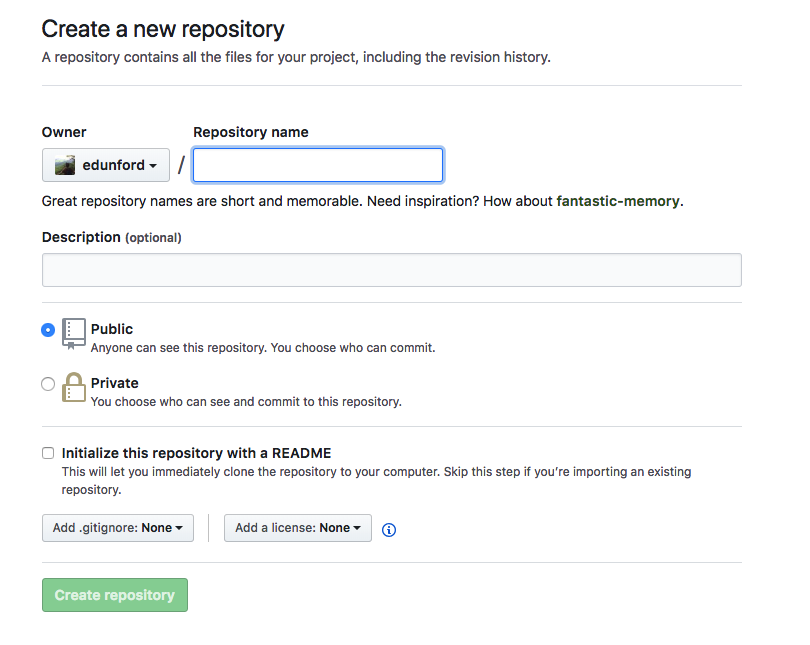 Create a new repository
A repository contains all the files for your project, including the revision history.
Owner
Repository name
edunford
/
Great repository names are short and memorable. Need inspiration? How about fantastic-memory.
Description (optional)
Public
Anyone can see this repository. You choose who can commit.
Private
You choose who can see and commit to this repository.
Initialize this repository with a README
This will let you immediately clone the repository to your computer. Skip this step if you’re importing an existing
repository.
Add .gitignore: None
Add a license: None
Create repository